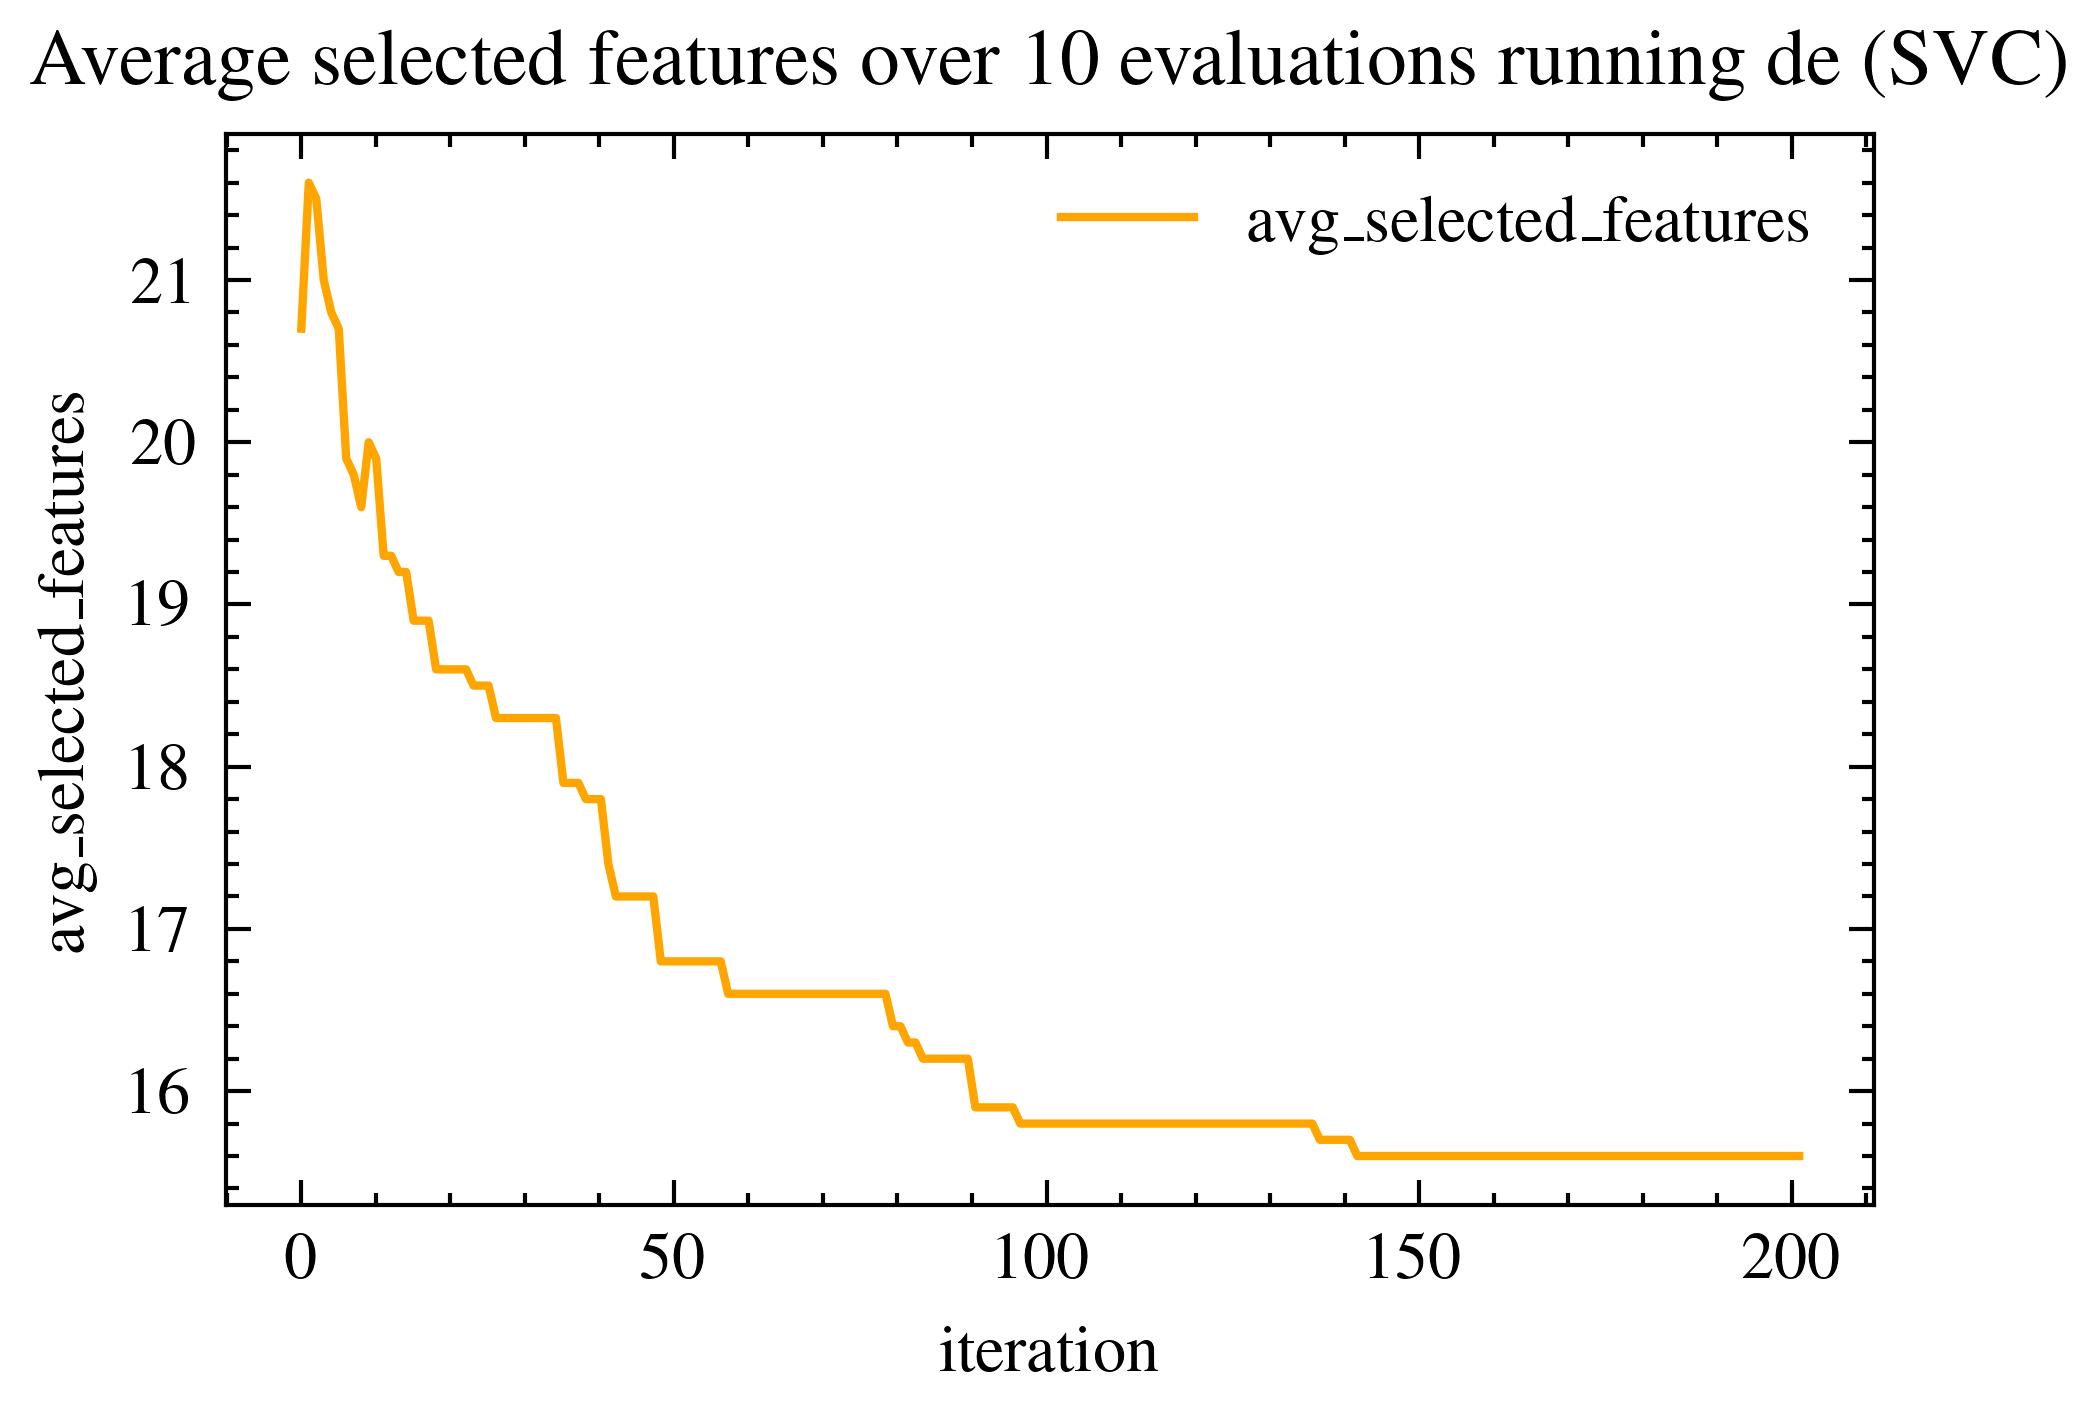 Average selected features over 10 evaluations running de (SVC)
avg_selected_features
avg_selected_features
21
20
19
18
17
16
0 50 100 150 200
iteration